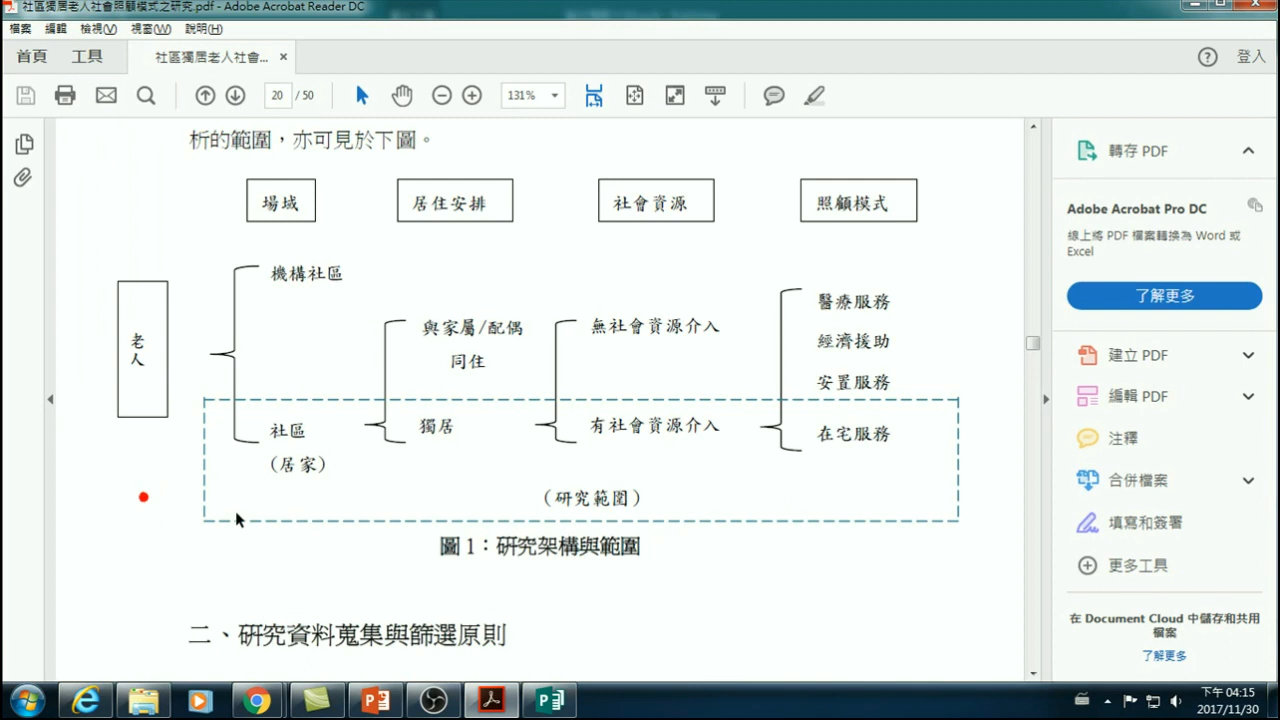 社區獨居老人社會照顧模式之研究.pdf - Adobe Acrobat Reader DC
檔案 編輯 檢視(V) 視窗(W) 說明(H)
首頁 工具 社區獨居老人社會... × 登入
20 / 50 131%
析的範圍，亦可見於下圖。
場域 居住安排 社會資源 照顧模式
老人
機構社區
社區
(居家)
與家屬/配偶
同住
獨居
無社會資源介入
有社會資源介入
醫療服務
經濟援助
安置服務
在宅服務
(研究範圍)
圖 1：研究架構與範圍
二、研究資料蒐集與篩選原則
轉存 PDF
Adobe Acrobat Pro DC
線上將 PDF 檔案轉換為 Word 或
Excel
了解更多
建立 PDF
編輯 PDF
注釋
合併檔案
填寫和簽署
更多工具
在 Document Cloud 中儲存和共用
檔案
了解更多
下午 04:15
2017/11/30